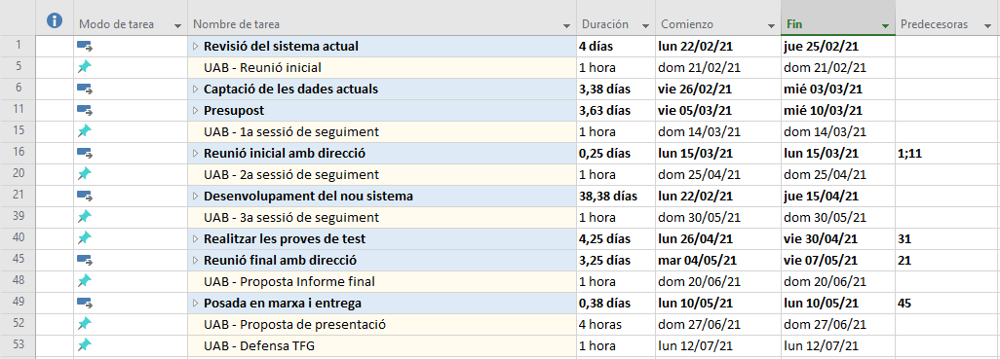 Modo de tarea Nombre de tarea Duración Comienzo Fin Predecesoras
1 Revisió del sistema actual 4 días lun 22/02/21 jue 25/02/21
5 UAB - Reunió inicial 1 hora dom 21/02/21 dom 21/02/21
6 Captació de les dades actuals 3,38 días vie 26/02/21 mié 03/03/21
11 Presupost 3,63 días vie 05/03/21 mié 10/03/21
15 UAB - 1a sessió de seguiment 1 hora dom 14/03/21 dom 14/03/21
16 Reunió inicial amb direcció 0,25 días lun 15/03/21 lun 15/03/21 1;11
20 UAB - 2a sessió de seguiment 1 hora dom 25/04/21 dom 25/04/21
21 Desenvolupament del nou sistema 38,38 días lun 22/02/21 jue 15/04/21
39 UAB - 3a sessió de seguiment 1 hora dom 30/05/21 dom 30/05/21
40 Realitzar les proves de test 4,25 días lun 26/04/21 vie 30/04/21 31
45 Reunió final amb direcció 3,25 días mar 04/05/21 vie 07/05/21 21
48 UAB - Proposta Informe final 1 hora dom 20/06/21 dom 20/06/21
49 Posada en marxa i entrega 0,38 días lun 10/05/21 lun 10/05/21 45
52 UAB - Proposta de presentació 4 horas dom 27/06/21 dom 27/06/21
53 UAB - Defensa TFG 1 hora lun 12/07/21 lun 12/07/21